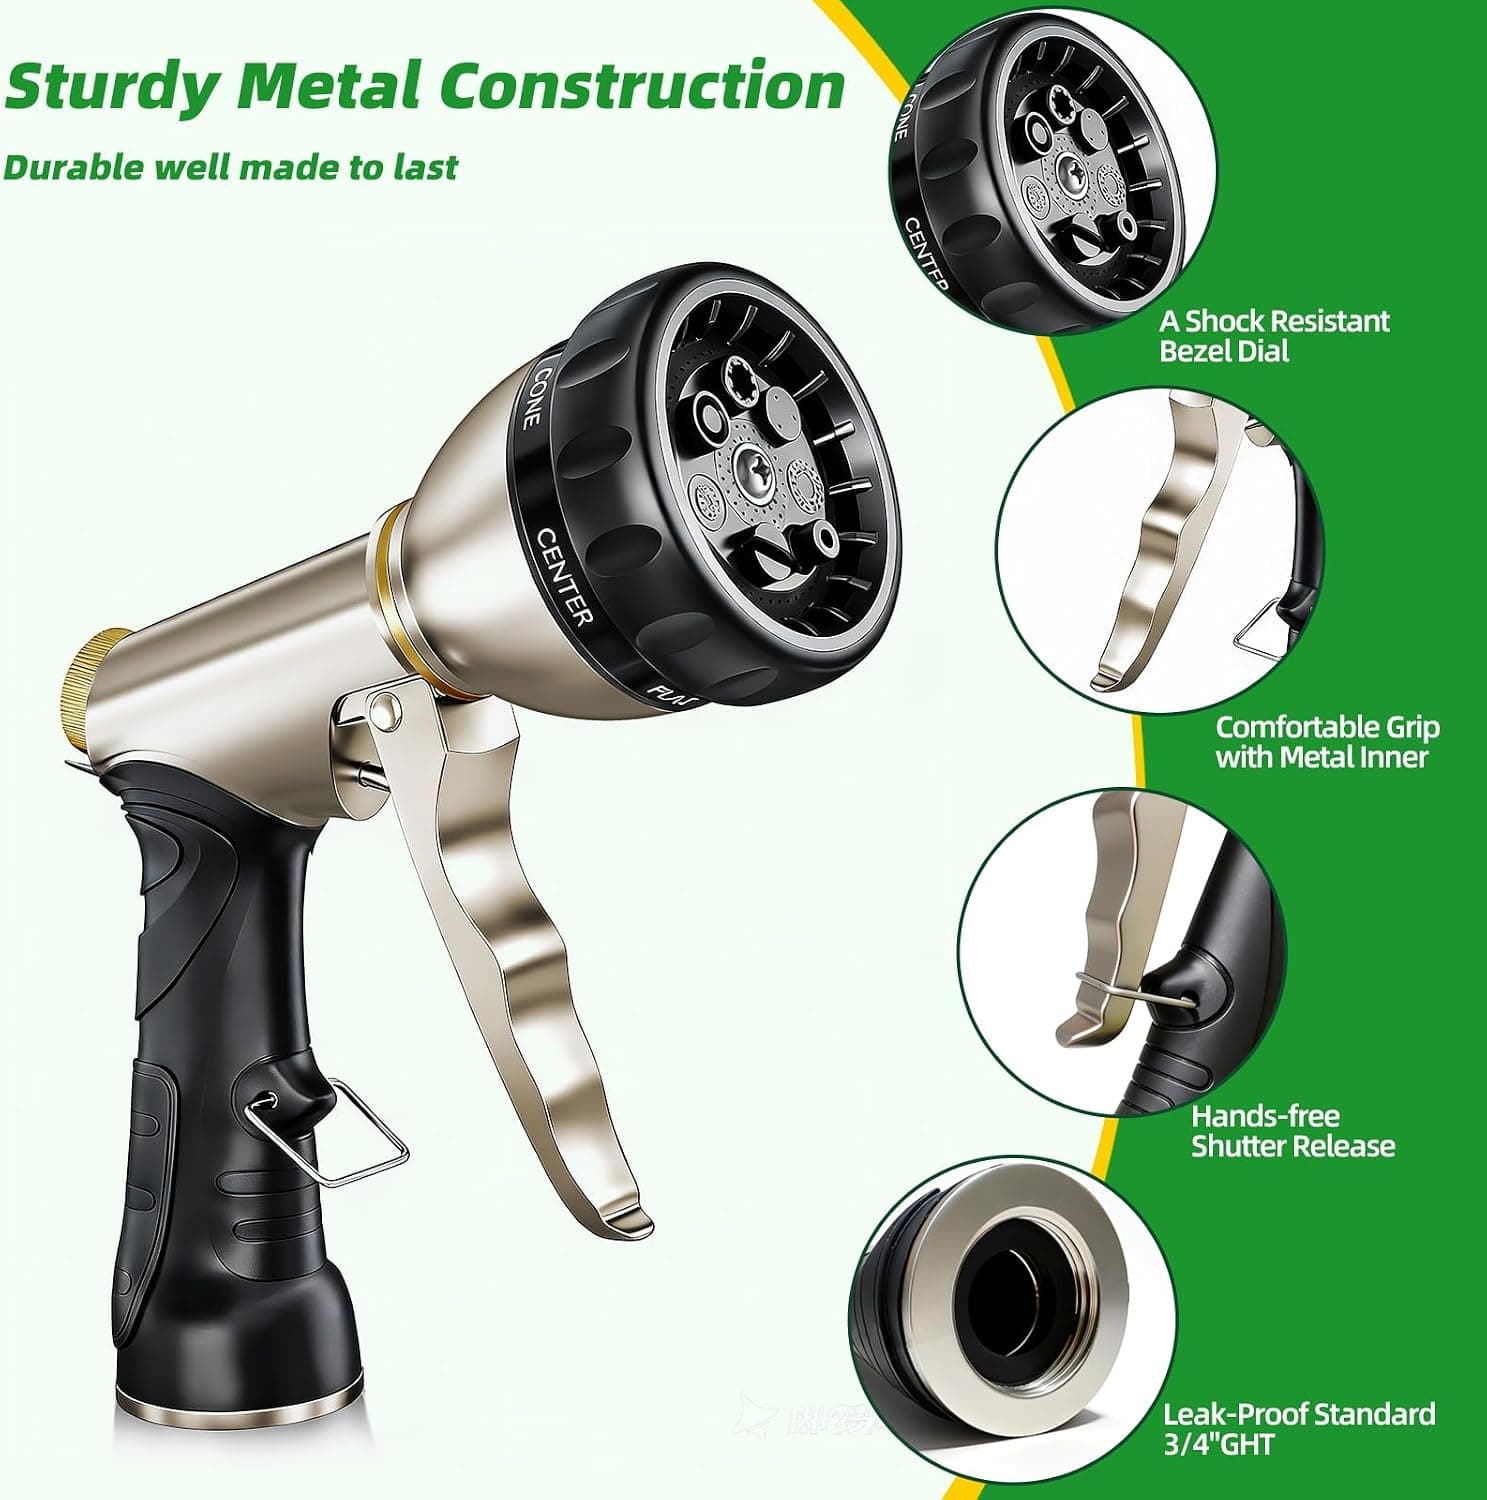 Sturdy Metal Construction
Durable well made to last
CONE
CENTER
A Shock Resistant
Bezel Dial
CONE
CENTER
Comfortable Grip
with Metal Inner
Hands-free
Shutter Release
Leak-Proof Standard
3/4"GHT